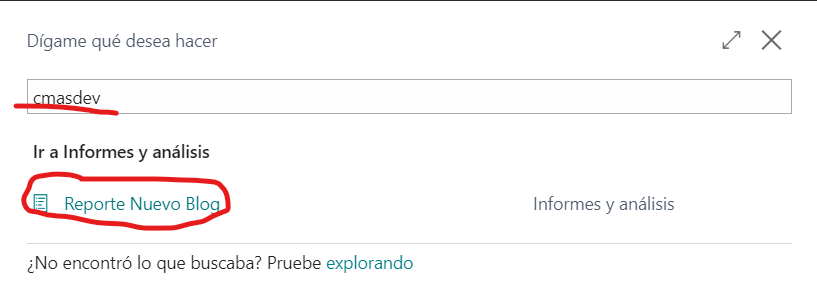 Dígame qué desea hacer
cmasdev
Ir a Informes y análisis
Reporte Nuevo Blog Informes y análisis
¿No encontró lo que buscaba? Pruebe explorando